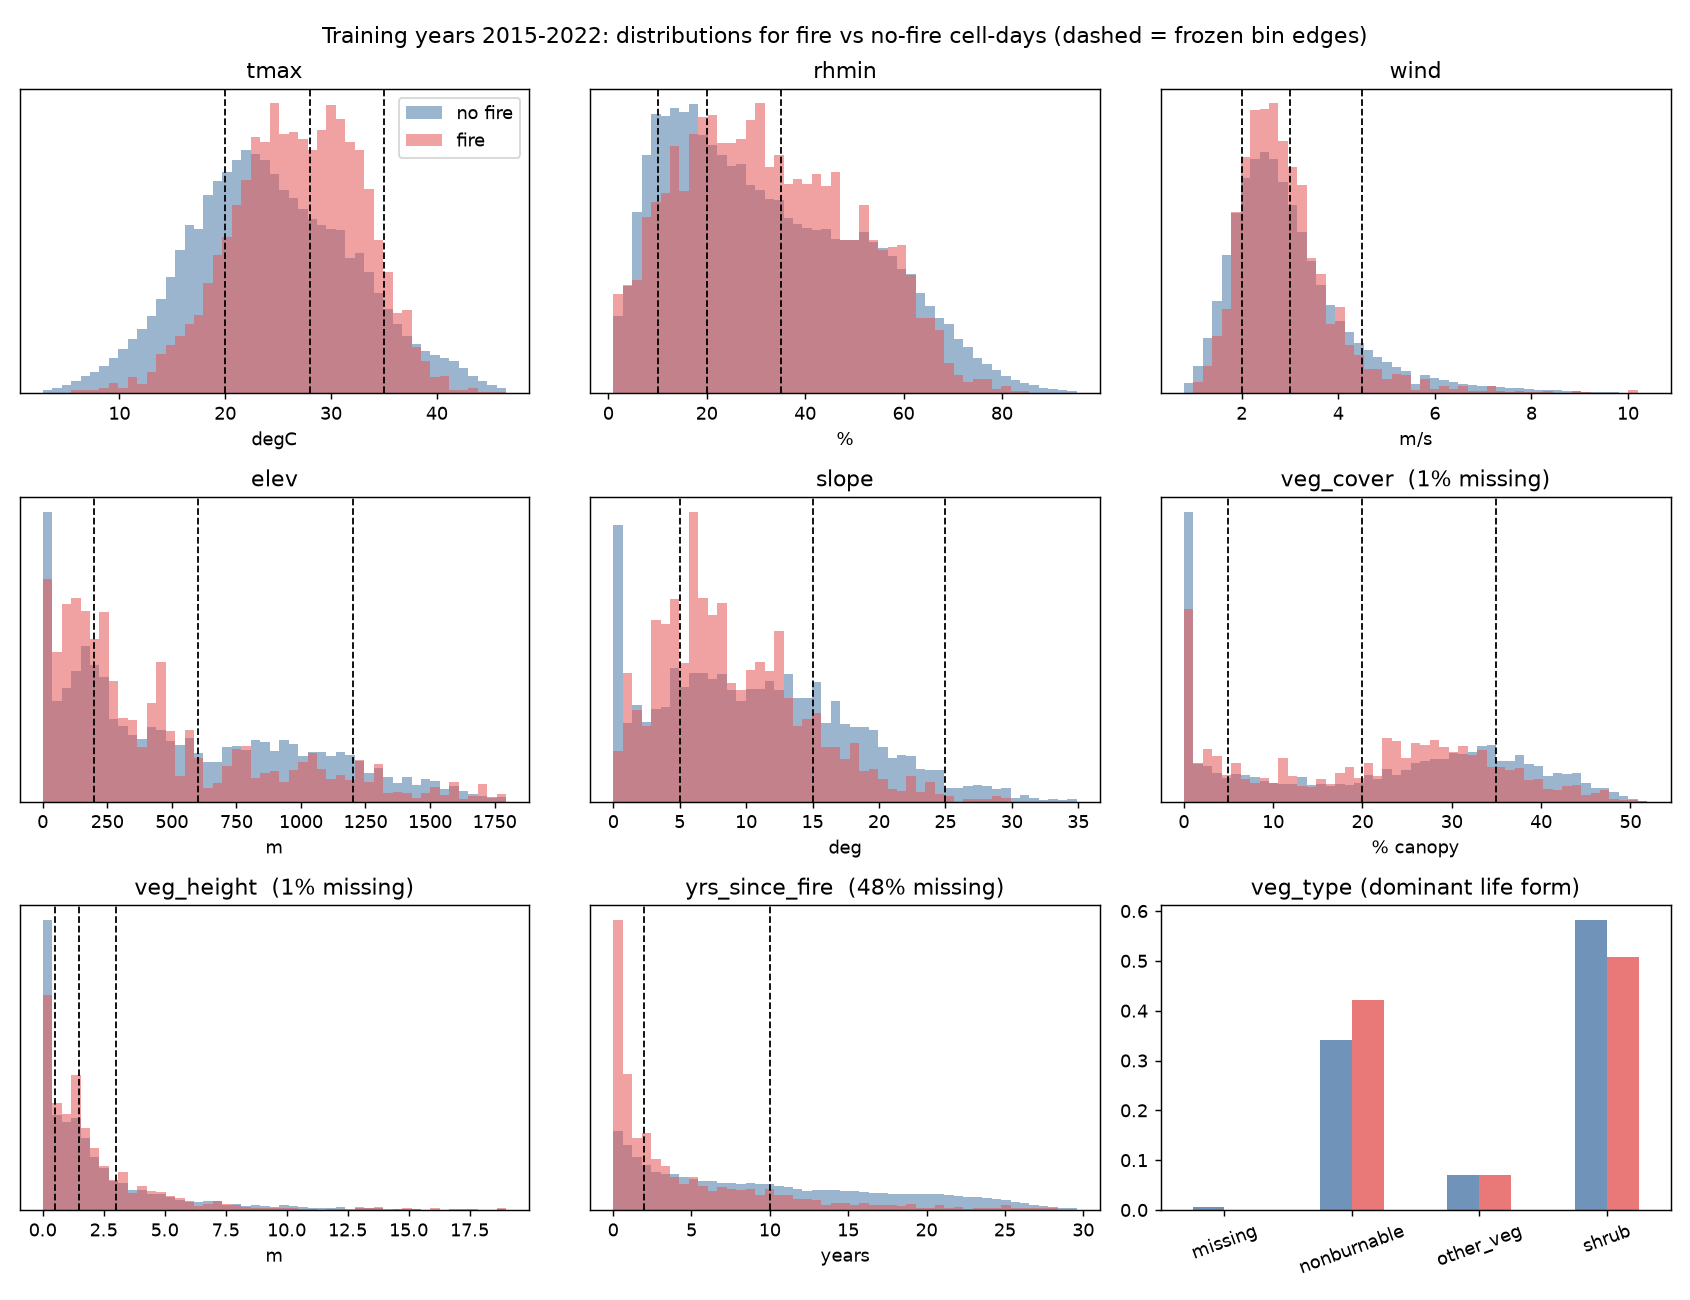 Training years 2015-2022: distributions for fire vs no-fire cell-days (dashed = frozen bin edges)
tmax
rhmin
wind
no fire
fire
10 20 30 40
0 20 40 60 80
2 4 6 8 10
degC
%
m/s
elev
slope
veg_cover (1% missing)
0 250 500 750 1000 1250 1500 1750
0 5 10 15 20 25 30 35
0 10 20 30 40 50
m
deg
% canopy
veg_height (1% missing)
yrs_since_fire (48% missing)
veg_type (dominant life form)
0.6
0.5
0.4
0.3
0.2
0.1
0.0
0.0 2.5 5.0 7.5 10.0 12.5 15.0 17.5
0 5 10 15 20 25 30
missing nonburnable other_veg shrub
m
years